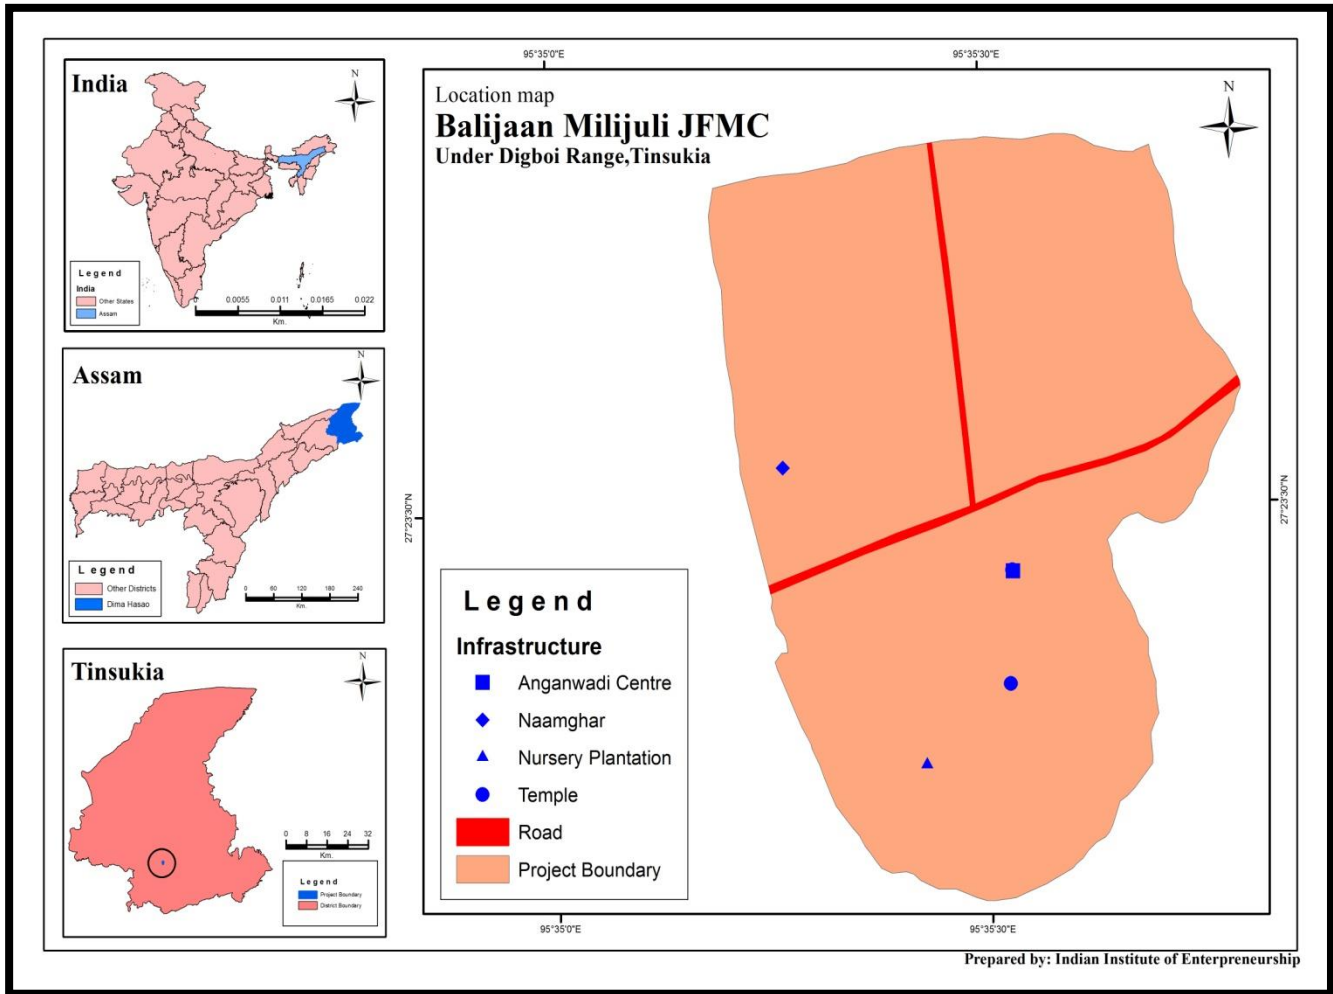 India
N
Legend
India
Other States
Assam
0 0.0055 0.011 0.0165 0.022
Km.
Assam
N
Legend
Other Districts
Dima Hasao
0 60 120 180 240
Km.
Tinsukia
N
0 8 16 24 32
Km.
Legend
Project Boundary
District Boundary
95°35'0"E 95°35'30"E
Location map
Balijaan Milijuli JFMC
Under Digboi Range,Tinsukia
N
27°23'30"N
27°23'30"N
Legend
Infrastructure
Anganwadi Centre
Naamghar
Nursery Plantation
Temple
Road
Project Boundary
95°35'0"E 95°35'30"E
Prepared by: Indian Institute of Enterpreneurship